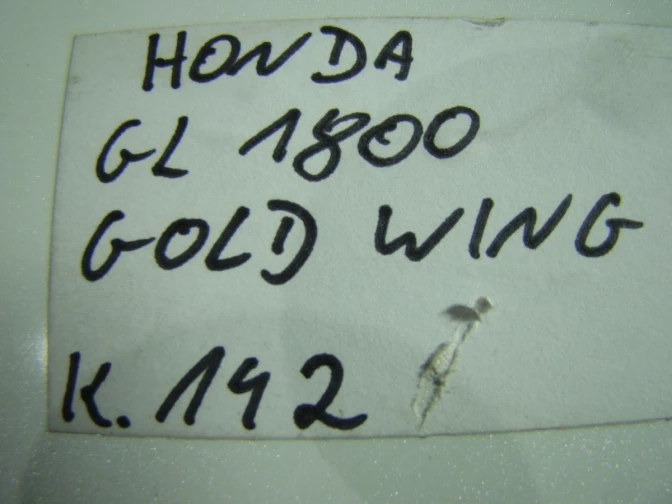 HONDA
GL 1800
GOLD WING
K. 142